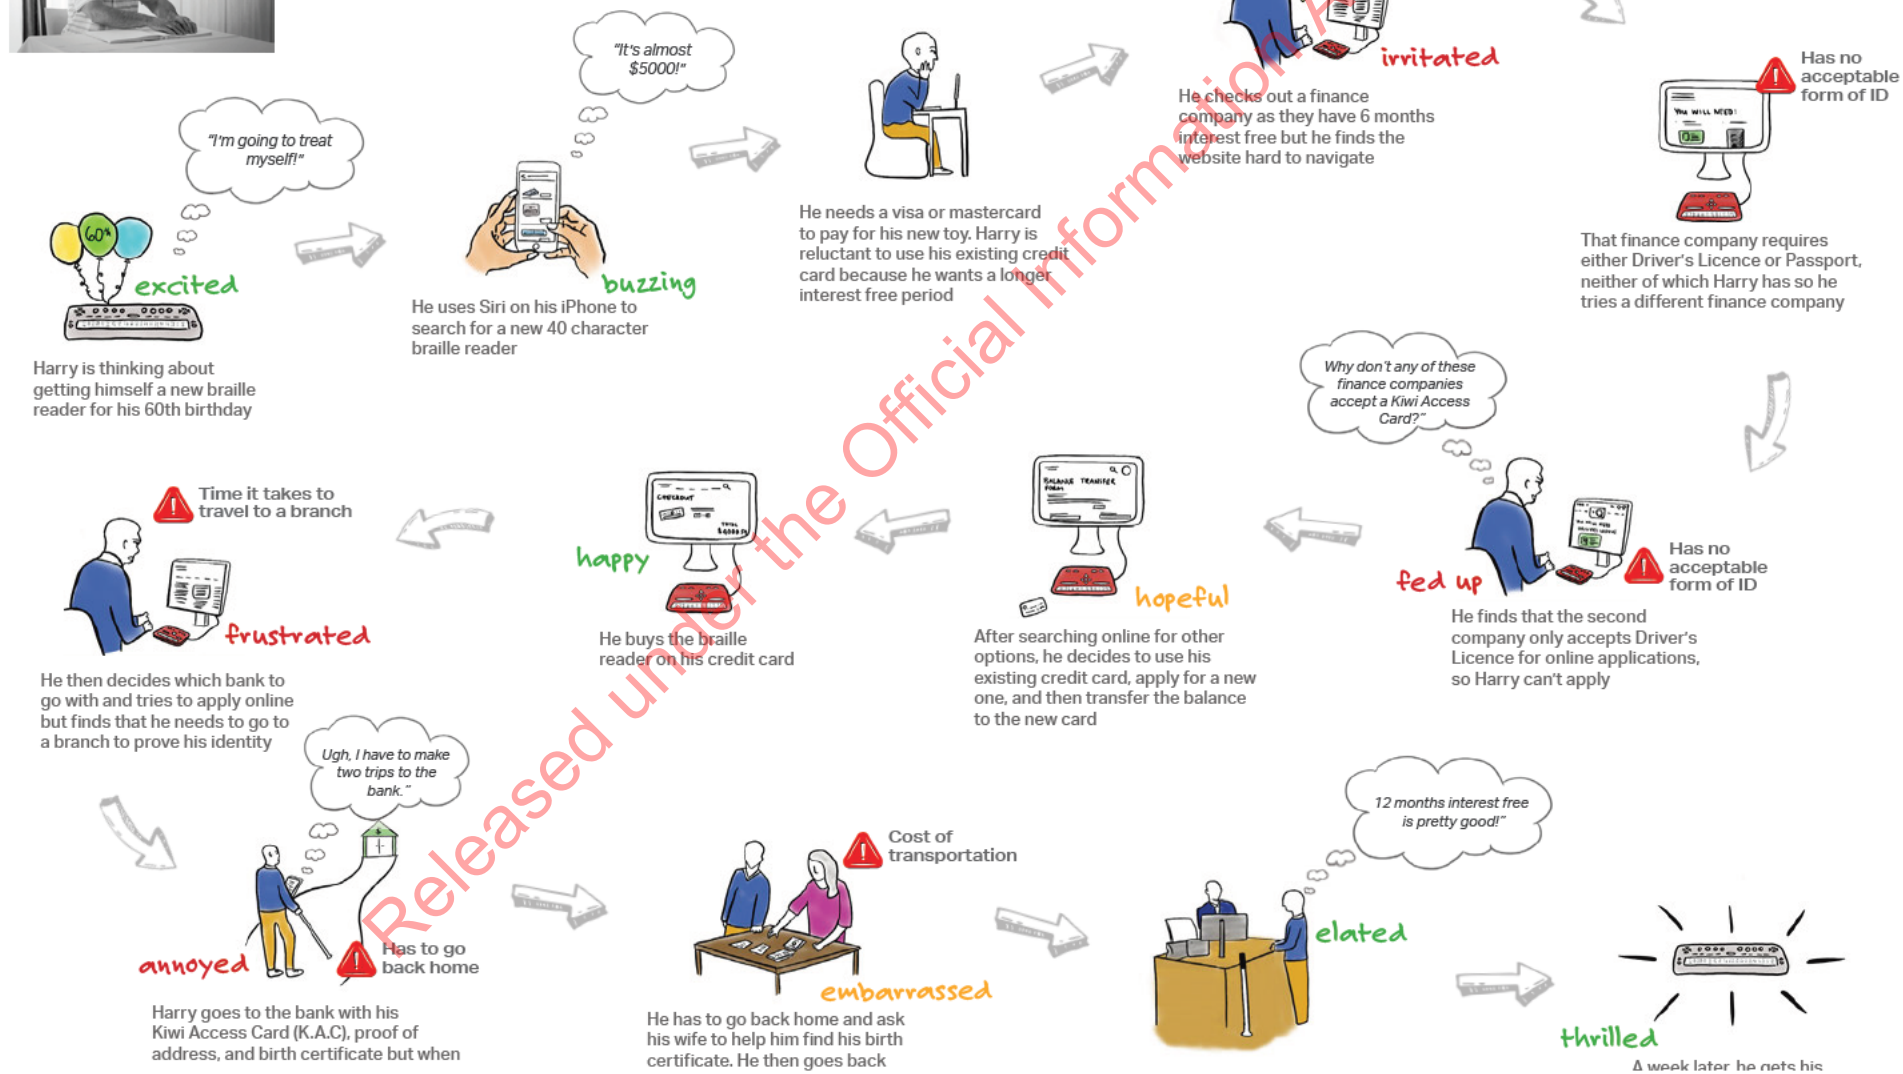 "I'm going to treat
myself!"
60th
excited
Harry is thinking about
getting himself a new braille
reader for his 60th birthday
"It's almost
$5000!"
buzzing
He uses Siri on his iPhone to
search for a new 40 character
braille reader
He needs a visa or mastercard
to pay for his new toy. Harry is
reluctant to use his existing credit
card because he wants a longer
interest free period
irritated
He checks out a finance
company as they have 6 months
interest free but he finds the
website hard to navigate
Has no
acceptable
form of ID
YOU WILL NEED:
That finance company requires
either Driver's Licence or Passport,
neither of which Harry has so he
tries a different finance company
Why don't any of these
finance companies
accept a Kiwi Access
Card?"
Has no
acceptable
form of ID
fed up
He finds that the second
company only accepts Driver's
Licence for online applications,
so Harry can't apply
BALANCE TRANSFER
FORM
hopeful
After searching online for other
options, he decides to use his
existing credit card, apply for a new
one, and then transfer the balance
to the new card
CHECKOUT
TOTAL
happy
He buys the braille
reader on his credit card
Time it takes to
travel to a branch
frustrated
He then decides which bank to
go with and tries to apply online
but finds that he needs to go to
a branch to prove his identity
Ugh, I have to make
two trips to the
bank."
annoyed
Has to go
back home
Harry goes to the bank with his
Kiwi Access Card (K.A.C), proof of
address, and birth certificate but when
Cost of
transportation
embarrassed
He has to go back home and ask
his wife to help him find his birth
certificate. He then goes back
12 months interest free
is pretty good!"
elated
thrilled
A week later, he gets his
Released under the Official Information A